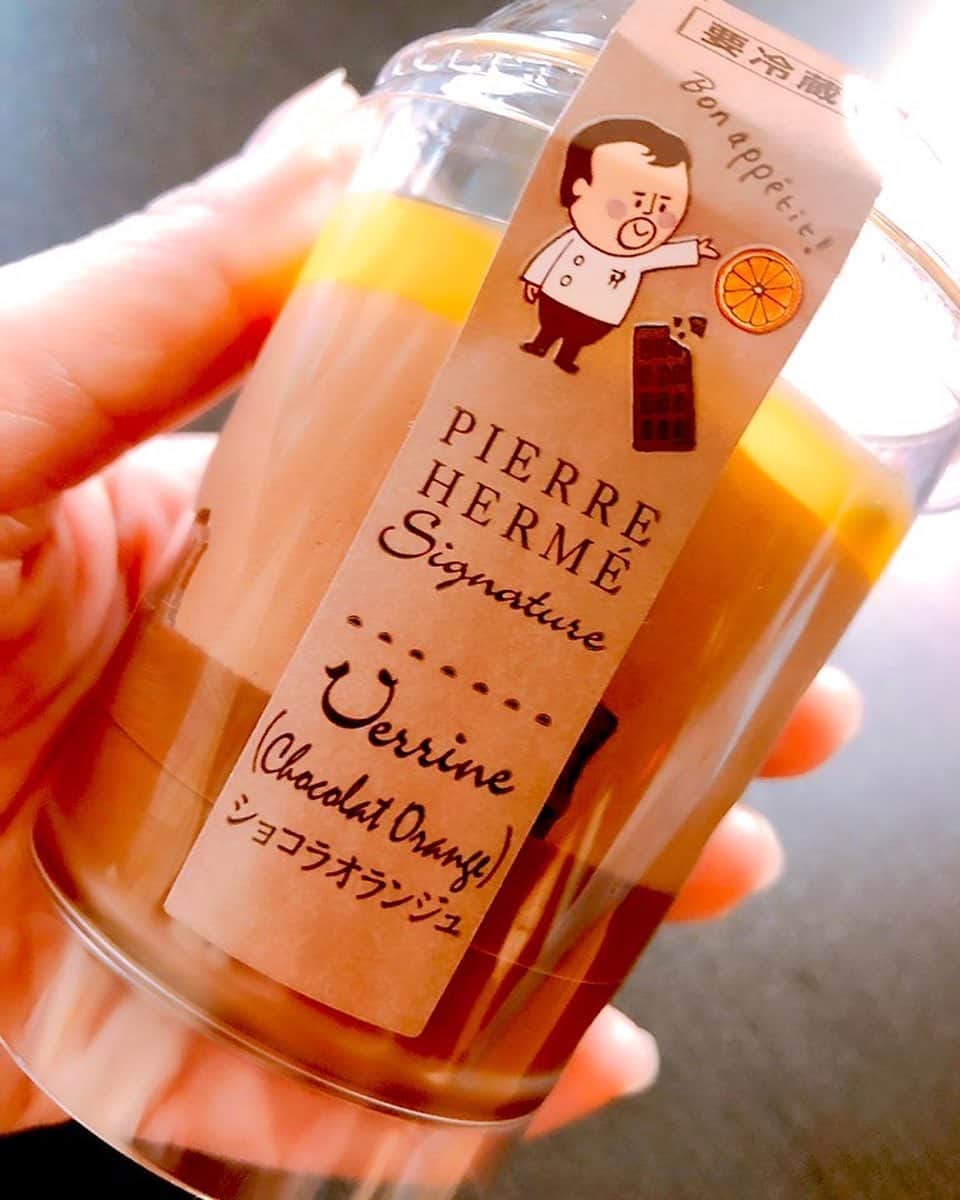 要冷蔵
Bon appétit!
PIERRE
HERMÉ
Signature
Verrine
(Chocolat Orange)
ショコラオランジュ